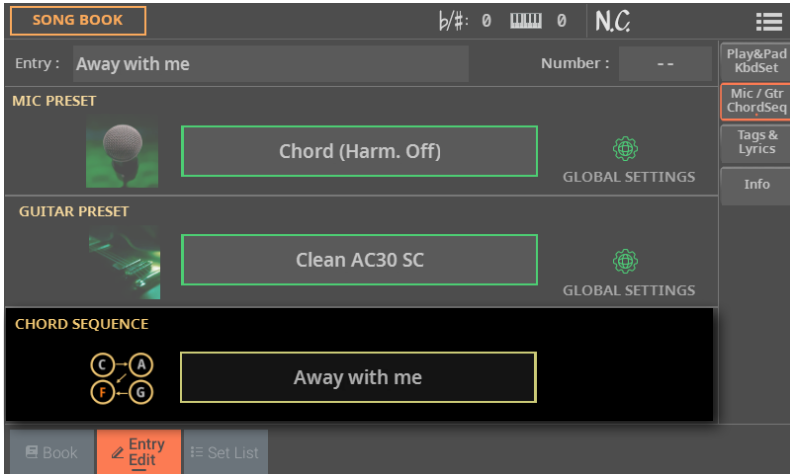 SONG BOOK
♭/#: 0
0
N.C.
Entry : Away with me
Number : --
Play&Pad
KbdSet
MIC PRESET
Mic / Gtr
ChordSeq
Chord (Harm. Off)
Tags &
Lyrics
GLOBAL SETTINGS
Info
GUITAR PRESET
Clean AC30 SC
GLOBAL SETTINGS
CHORD SEQUENCE
C A
F G
Away with me
Book
Entry
Edit
Set List